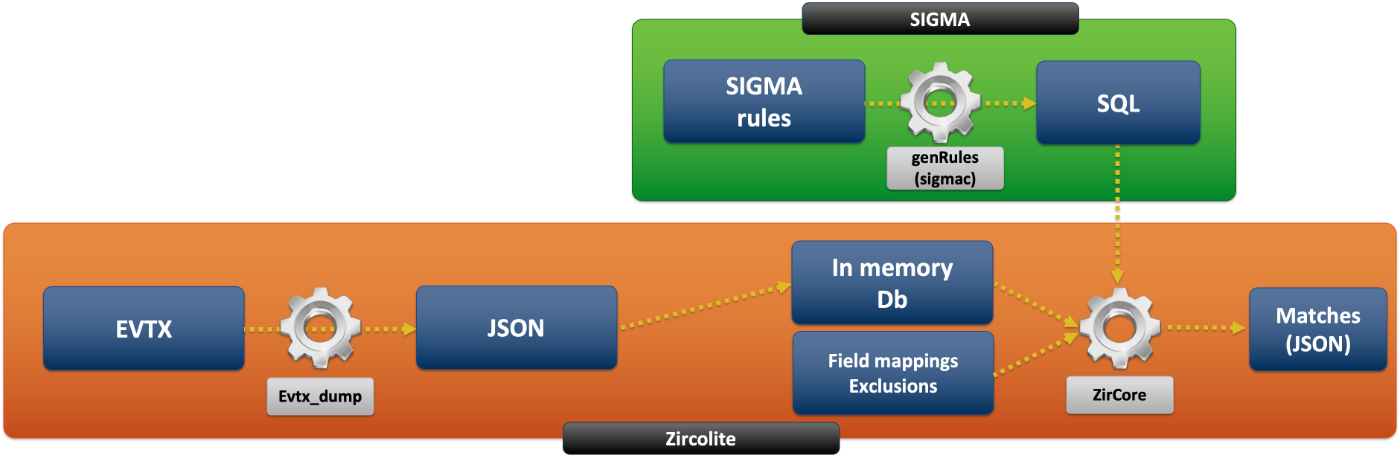 SIGMA
SIGMA
rules
genRules
(sigmac)
SQL
EVTX
Evtx_dump
JSON
In memory
Db
Field mappings
Exclusions
ZirCore
Matches
(JSON)
Zircolite